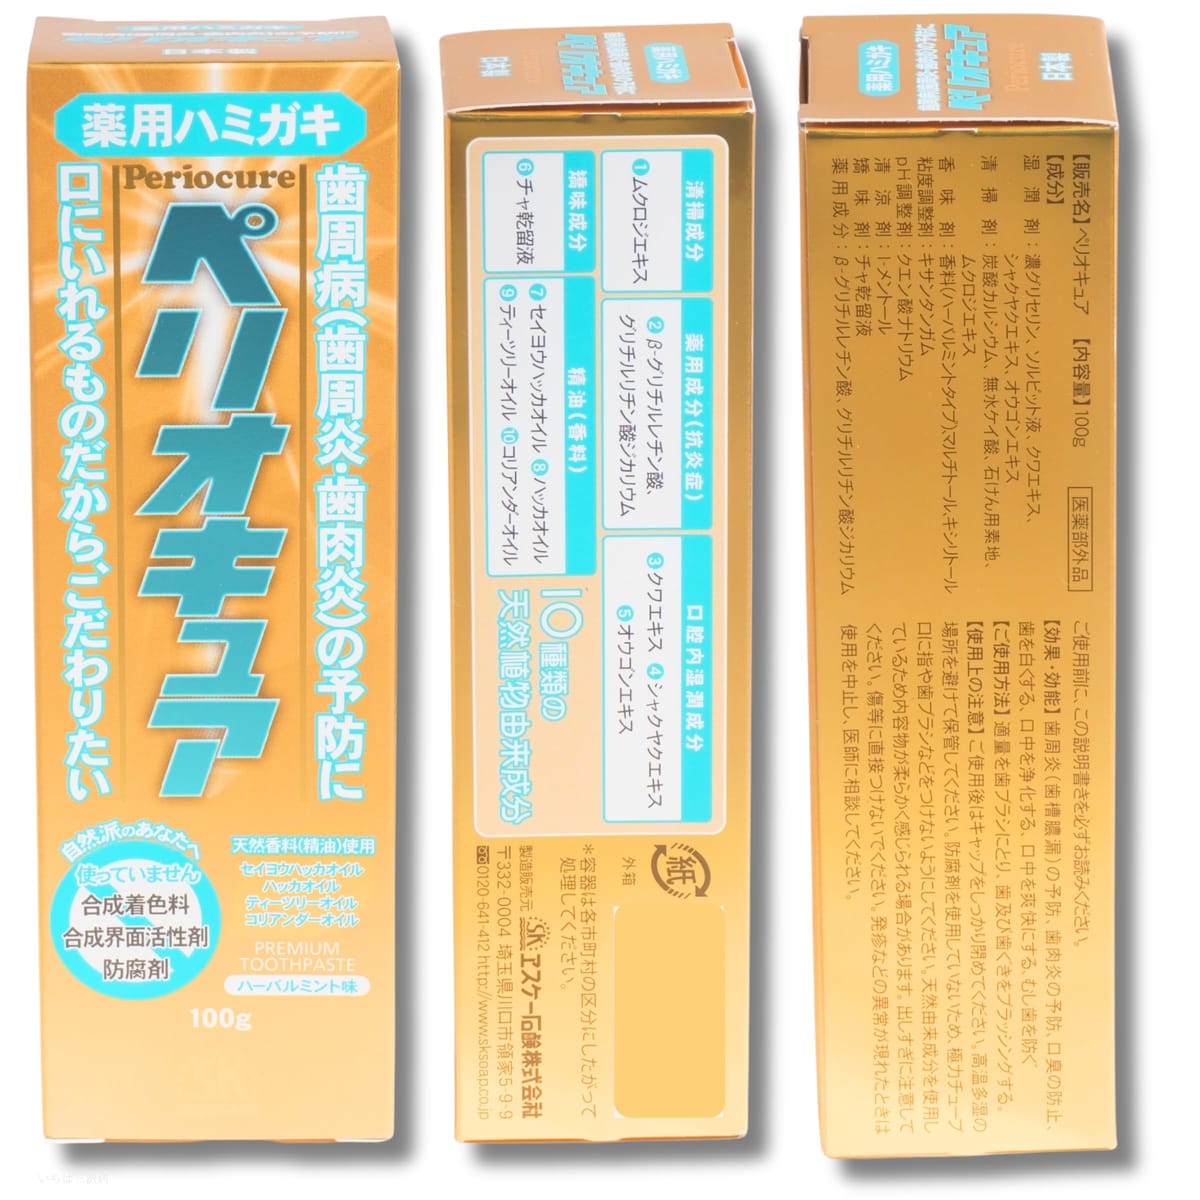 薬用ハミガキ
歯周病(歯周炎・歯肉炎)の予防に
Periocure
ペリオキュア
口にいれるものだから、こだわりたい
自然派のあなたへ
使っていません
合成着色料
合成界面活性剤
防腐剤
天然香料(精油)使用
セイヨウハッカオイル
ハッカオイル
ティーツリーオイル
コリアンダーオイル
PREMIUM
TOOTHPASTE
ハーバルミント味
100g
日本製
ペリオキュア
薬用ハミガキ
清掃成分
①ムクロジエキス
薬用成分(抗炎症)
②β-グリチルレチン酸、
グリチルリチン酸ジカリウム
口腔内湿潤成分
③クワエキス ④シャクヤクエキス
⑤オウゴンエキス
矯味成分
⑥チャ乾留液
精油(香料)
⑦セイヨウハッカオイル ⑧ハッカオイル
⑨ティーツリーオイル ⑩コリアンダーオイル
10種類の
天然植物由来成分
紙
外箱
*容器は各市町村の区分にしたがって
処理してください。
製造販売元 SK エスケー石鹸株式会社
〒332-0004 埼玉県川口市領家5-9-9
0120-641-412 http://www.sksoap.co.jp
日本製
ペリオキュア
薬用ハミガキ
【販売名】ペリオキュア 【内容量】100g 医薬部外品
【成分】
湿潤剤:濃グリセリン、ソルビット液、クワエキス、
シャクヤクエキス、オウゴンエキス
清掃剤:炭酸カルシウム、無水ケイ酸、石けん用素地、
ムクロジエキス
香味剤:香料(ハーバルミントタイプ)、マルチトール、キシリトール
粘度調整剤:キサンタンガム
pH調整剤:クエン酸ナトリウム
清涼剤:l-メントール
矯味剤:チャ乾留液
薬用成分:β-グリチルレチン酸、グリチルリチン酸ジカリウム
ご使用前に、この説明書きを必ずお読みください。
【効果・効能】歯周炎(歯槽膿漏)の予防、歯肉炎の予防、口臭の防止、
歯を白くする、口中を浄化する、口中を爽快にする、むし歯を防ぐ
【ご使用方法】適量を歯ブラシにとり、歯及び歯ぐきをブラッシングする。
【使用上の注意】ご使用後はキャップをしっかり閉めてください。高温多湿の
場所を避けて保管してください。防腐剤を使用していないため、極力チューブ
口に指や歯ブラシなどをつけないようにしてください。天然由来成分を使用し
ているため内容物が柔らかく感じられる場合があります。出しすぎに注意して
ください。傷等に直接つけないでください。発疹などの異常が現れたときは
使用を中止し、医師に相談してください。